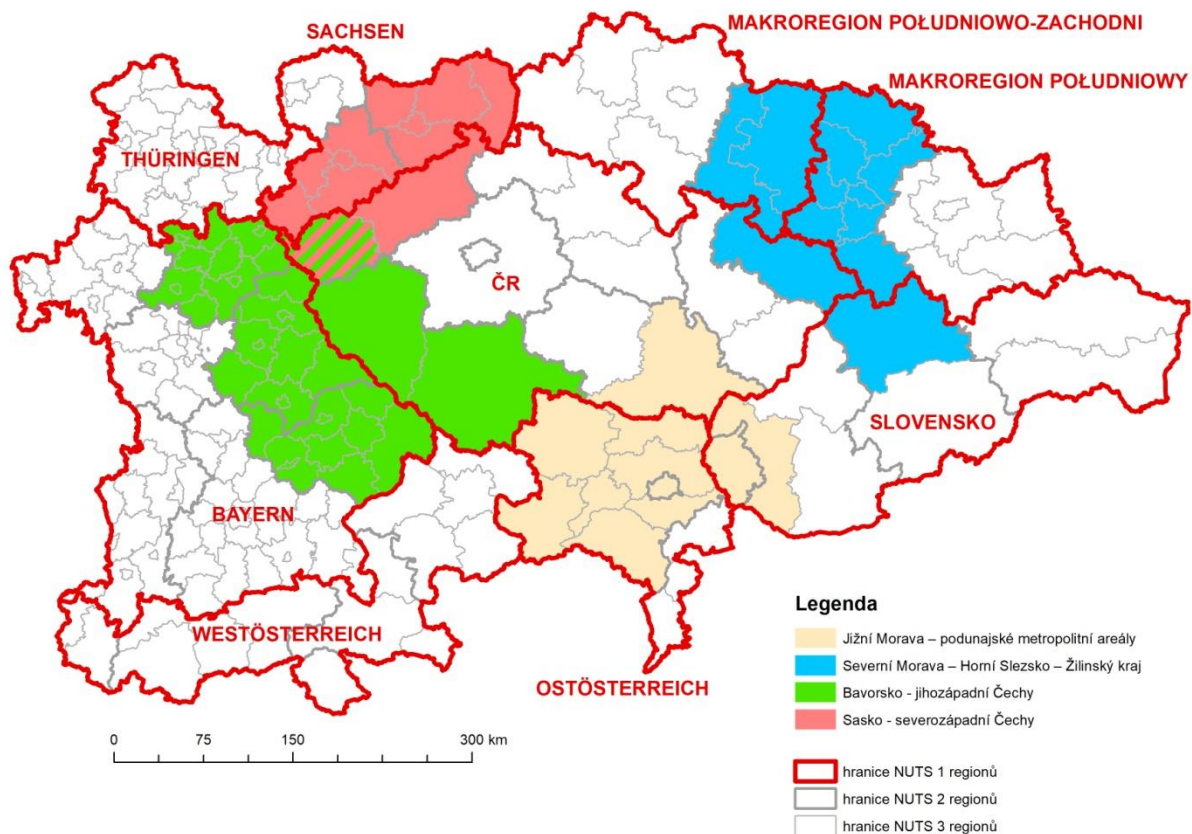 MAKROREGION POŁUDNIOWO-ZACHODNI
SACHSEN
MAKROREGION POŁUDNIOWY
THÜRINGEN
ČR
SLOVENSKO
BAYERN
WESTÖSTERREICH
OSTÖSTERREICH
Legenda
Jižní Morava – podunajské metropolitní areály
Severní Morava – Horní Slezsko – Žilinský kraj
Bavorsko - jihozápadní Čechy
Sasko - severozápadní Čechy
0 75 150 300 km
hranice NUTS 1 regionů
hranice NUTS 2 regionů
hranice NUTS 3 regionů